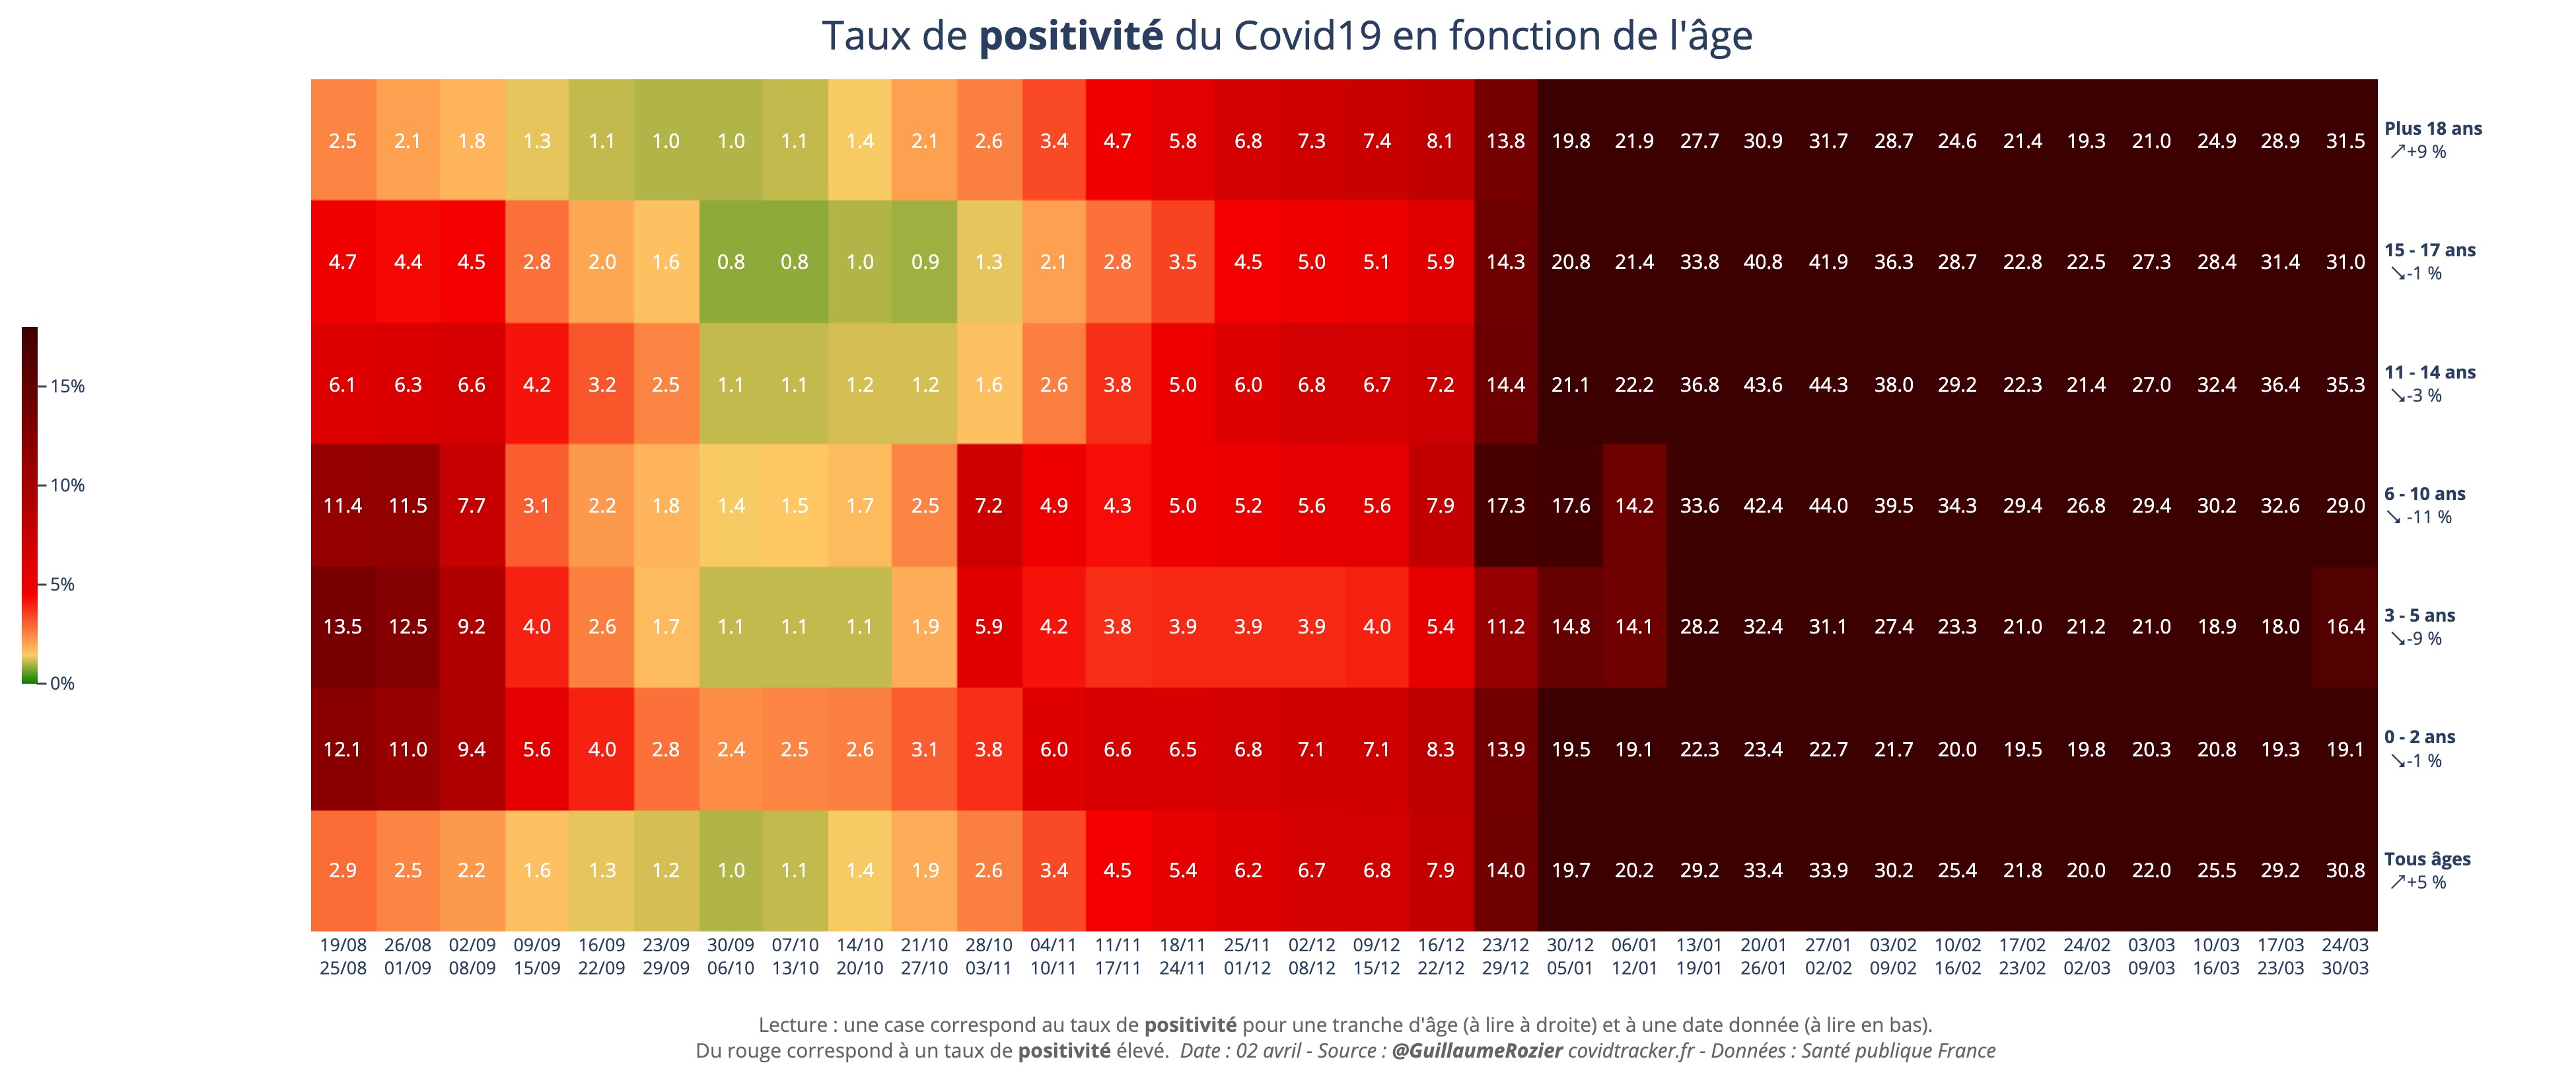 Taux de positivité du Covid19 en fonction de l'âge
2.5 2.1 1.8 1.3 1.1 1.0 1.0 1.1 1.4 2.1 2.6 3.4 4.7 5.8 6.8 7.3 7.4 8.1 13.8 19.8 21.9 27.7 30.9 31.7 28.7 24.6 21.4 19.3 21.0 24.9 28.9 31.5 Plus 18 ans
↗+9 %
4.7 4.4 4.5 2.8 2.0 1.6 0.8 0.8 1.0 0.9 1.3 2.1 2.8 3.5 4.5 5.0 5.1 5.9 14.3 20.8 21.4 33.8 40.8 41.9 36.3 28.7 22.8 22.5 27.3 28.4 31.4 31.0 15 - 17 ans
↘-1 %
6.1 6.3 6.6 4.2 3.2 2.5 1.1 1.1 1.2 1.2 1.6 2.6 3.8 5.0 6.0 6.8 6.7 7.2 14.4 21.1 22.2 36.8 43.6 44.3 38.0 29.2 22.3 21.4 27.0 32.4 36.4 35.3 11 - 14 ans
↘-3 %
11.4 11.5 7.7 3.1 2.2 1.8 1.4 1.5 1.7 2.5 7.2 4.9 4.3 5.0 5.2 5.6 5.6 7.9 17.3 17.6 14.2 33.6 42.4 44.0 39.5 34.3 29.4 26.8 29.4 30.2 32.6 29.0 6 - 10 ans
↘ -11 %
13.5 12.5 9.2 4.0 2.6 1.7 1.1 1.1 1.1 1.9 5.9 4.2 3.8 3.9 3.9 3.9 4.0 5.4 11.2 14.8 14.1 28.2 32.4 31.1 27.4 23.3 21.0 21.2 21.0 18.9 18.0 16.4 3 - 5 ans
↘-9 %
12.1 11.0 9.4 5.6 4.0 2.8 2.4 2.5 2.6 3.1 3.8 6.0 6.6 6.5 6.8 7.1 7.1 8.3 13.9 19.5 19.1 22.3 23.4 22.7 21.7 20.0 19.5 19.8 20.3 20.8 19.3 19.1 0 - 2 ans
↘-1 %
2.9 2.5 2.2 1.6 1.3 1.2 1.0 1.1 1.4 1.9 2.6 3.4 4.5 5.4 6.2 6.7 6.8 7.9 14.0 19.7 20.2 29.2 33.4 33.9 30.2 25.4 21.8 20.0 22.0 25.5 29.2 30.8 Tous âges
↗+5 %
15%
10%
5%
0%
19/08 26/08 02/09 09/09 16/09 23/09 30/09 07/10 14/10 21/10 28/10 04/11 11/11 18/11 25/11 02/12 09/12 16/12 23/12 30/12 06/01 13/01 20/01 27/01 03/02 10/02 17/02 24/02 03/03 10/03 17/03 24/03
25/08 01/09 08/09 15/09 22/09 29/09 06/10 13/10 20/10 27/10 03/11 10/11 17/11 24/11 01/12 08/12 15/12 22/12 29/12 05/01 12/01 19/01 26/01 02/02 09/02 16/02 23/02 02/03 09/03 16/03 23/03 30/03
Lecture : une case correspond au taux de positivité pour une tranche d'âge (à lire à droite) et à une date donnée (à lire en bas).
Du rouge correspond à un taux de positivité élevé. Date : 02 avril - Source : @GuillaumeRozier covidtracker.fr - Données : Santé publique France